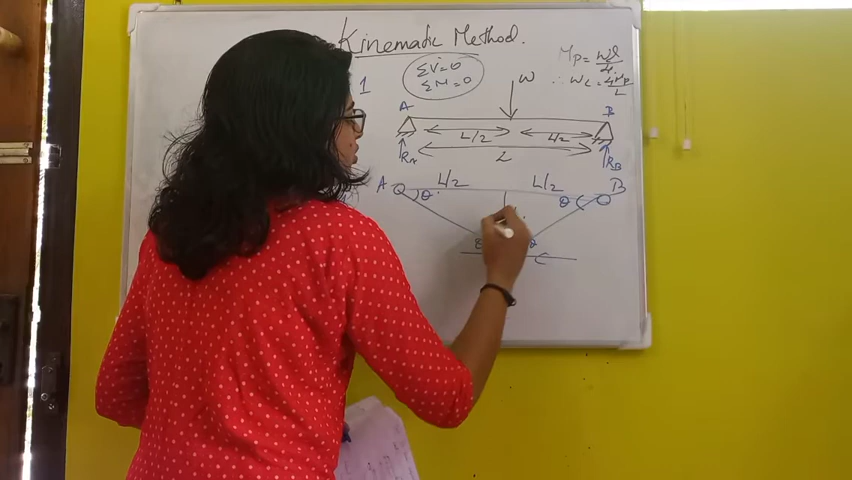 Kinematic Method.
1
ΣV=0
ΣM=0
W
Mp = Wl/4
∴ Wc = 4Mp/L
A
B
L/2
L/2
RA
L
RB
A
L/2
L/2
B
θ
θ
θ
C